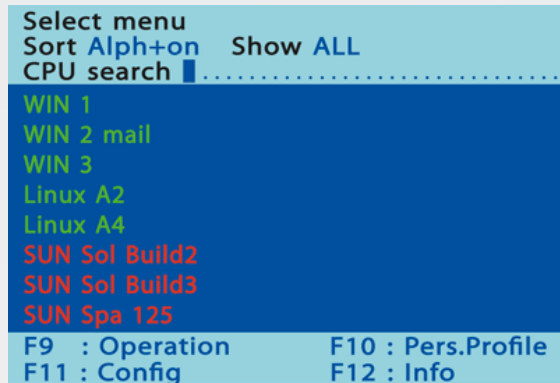 Select menu
Sort Alph+on Show ALL
CPU search ..............................
WIN 1
WIN 2 mail
WIN 3
Linux A2
Linux A4
SUN Sol Build2
SUN Sol Build3
SUN Spa 125
F9 : Operation F10 : Pers.Profile
F11 : Config F12 : Info